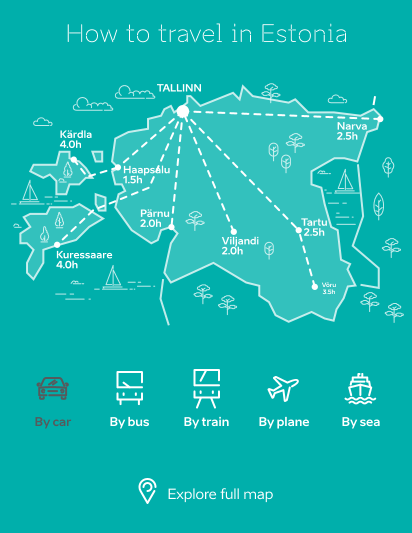 How to travel in Estonia
TALLINN
Narva
2.5h
Kärdla
4.0h
Haapsalu
1.5h
Pärnu
2.0h
Tartu
2.5h
Viljandi
2.0h
Kuressaare
4.0h
Võru
3.5h
By car
By bus
By train
By plane
By sea
Explore full map